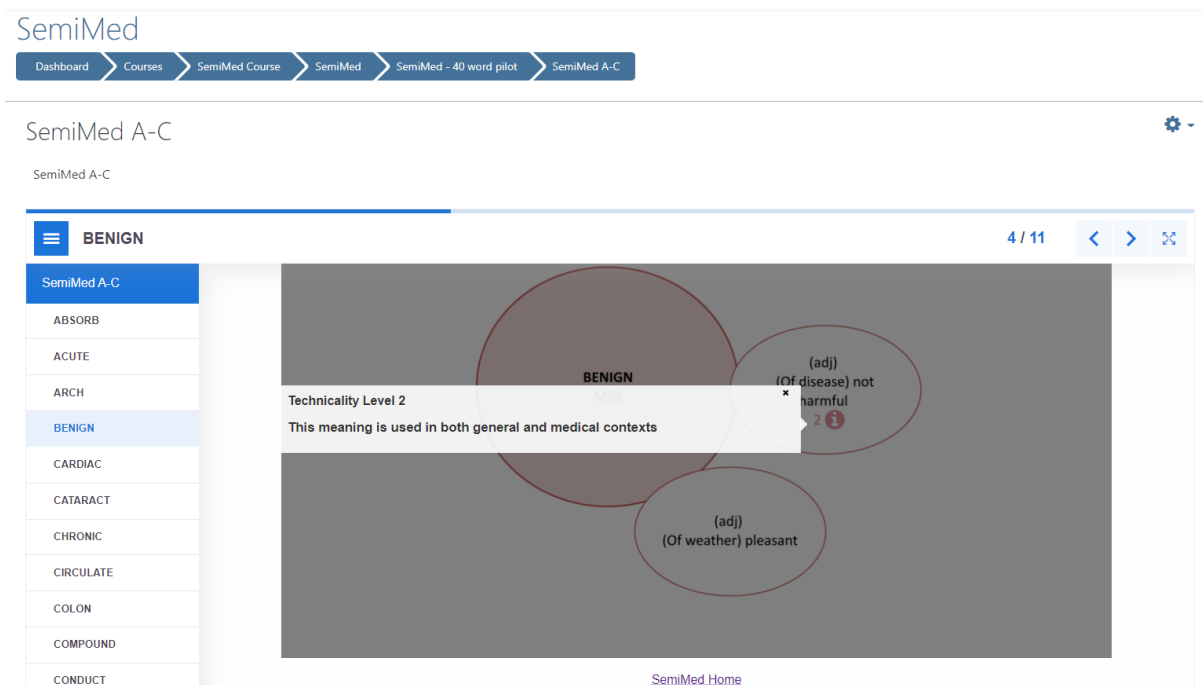 SemiMed
Dashboard
Courses
SemiMed Course
SemiMed
SemiMed - 40 word pilot
SemiMed A-C
SemiMed A-C
SemiMed A-C
BENIGN
4 / 11
SemiMed A-C
ABSORB
ACUTE
ARCH
BENIGN
CARDIAC
CATARACT
CHRONIC
CIRCULATE
COLON
COMPOUND
CONDUCT
BENIGN
Mild
(adj)
(Of disease) not
harmful
2
Technicality Level 2
This meaning is used in both general and medical contexts
(adj)
(Of weather) pleasant
SemiMed Home